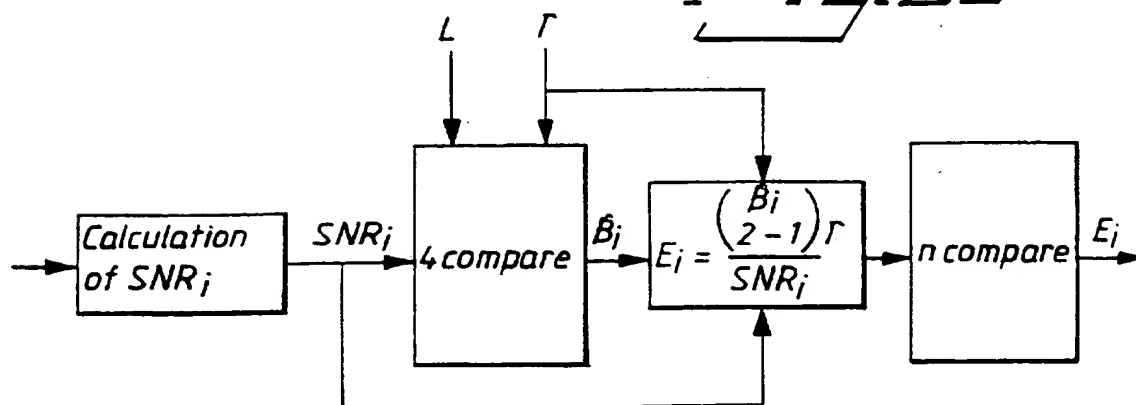 L Γ
Calculation
of SNRi
SNRi
4 compare
B̂i
Ei = (2^Bi - 1) Γ
SNRi
n compare
Ei